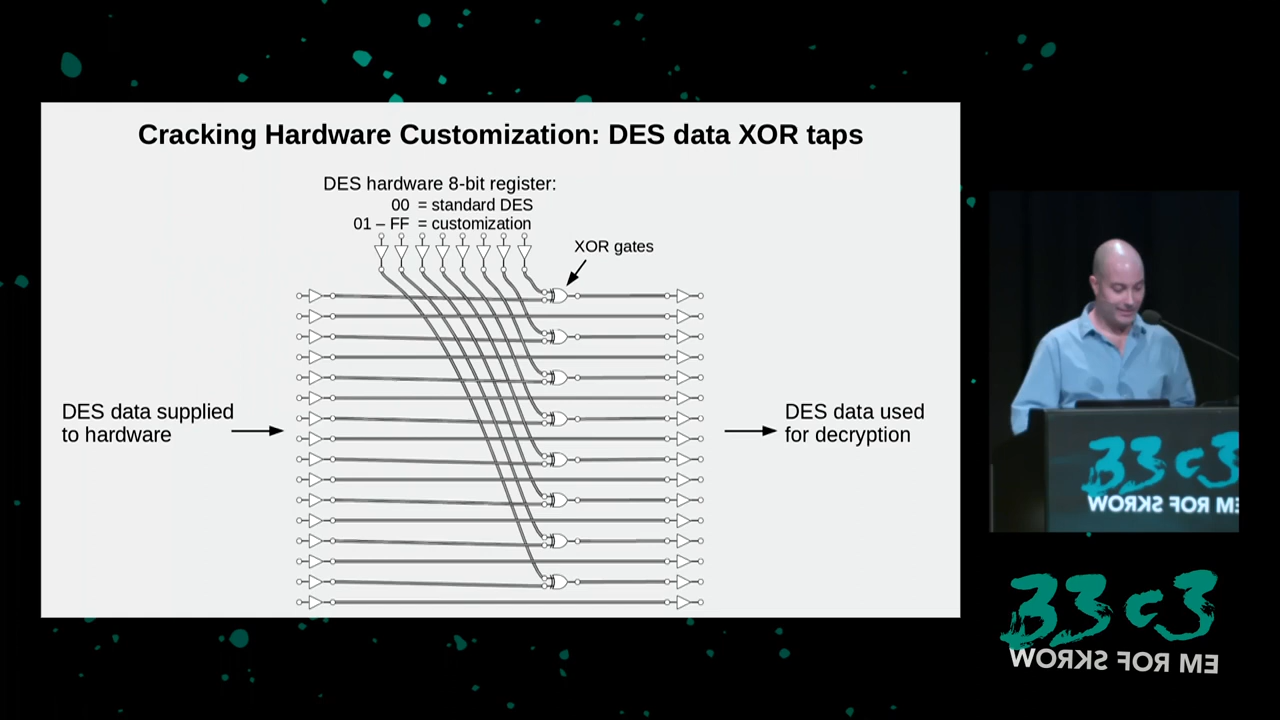 Cracking Hardware Customization: DES data XOR taps
DES hardware 8-bit register:
00 = standard DES
01 – FF = customization
XOR gates
DES data supplied
to hardware
DES data used
for decryption
33c3
WORKS FOR ME
33c3
WORKS FOR ME